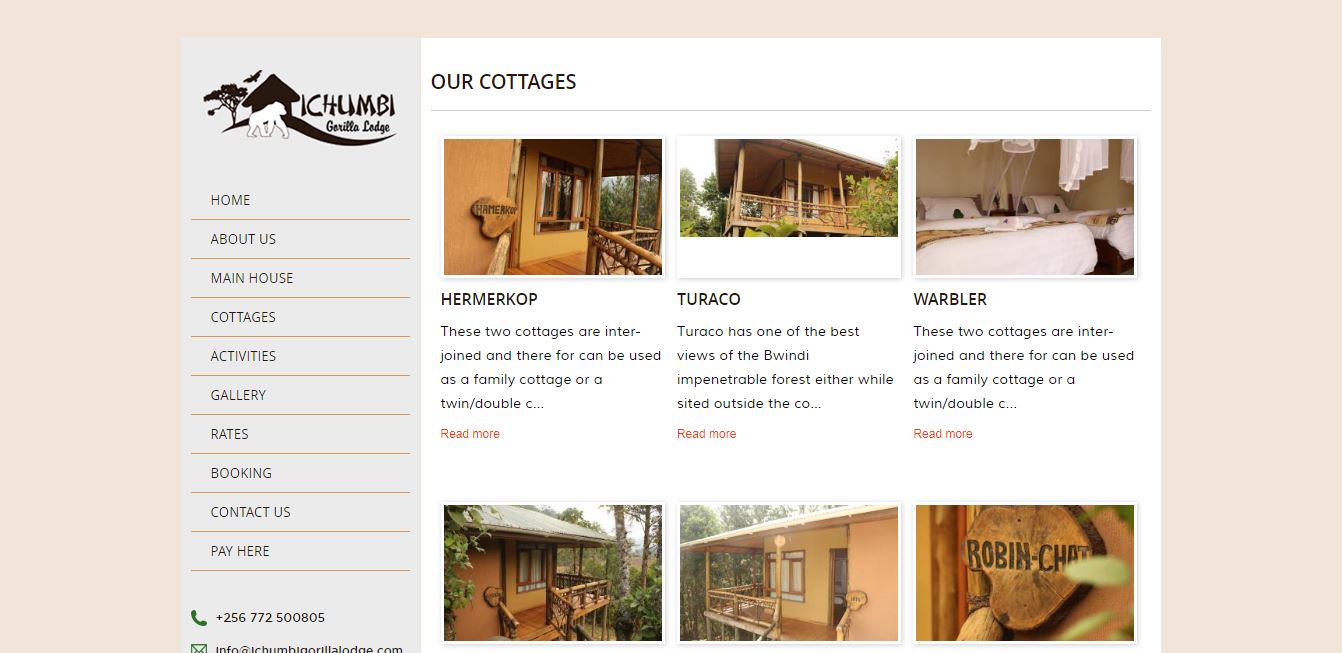 ICHUMBI
Gorilla Lodge
HOME
ABOUT US
MAIN HOUSE
COTTAGES
ACTIVITIES
GALLERY
RATES
BOOKING
CONTACT US
PAY HERE
+256 772 500805
info@ichumbigorillalodge.com
OUR COTTAGES
HAMERKOP
HERMERKOP
These two cottages are inter-
joined and there for can be used
as a family cottage or a
twin/double c...
Read more
TURACO
Turaco has one of the best
views of the Bwindi
impenetrable forest either while
sited outside the co...
Read more
WARBLER
These two cottages are inter-
joined and there for can be used
as a family cottage or a
twin/double c...
Read more
ROBIN-CHAT